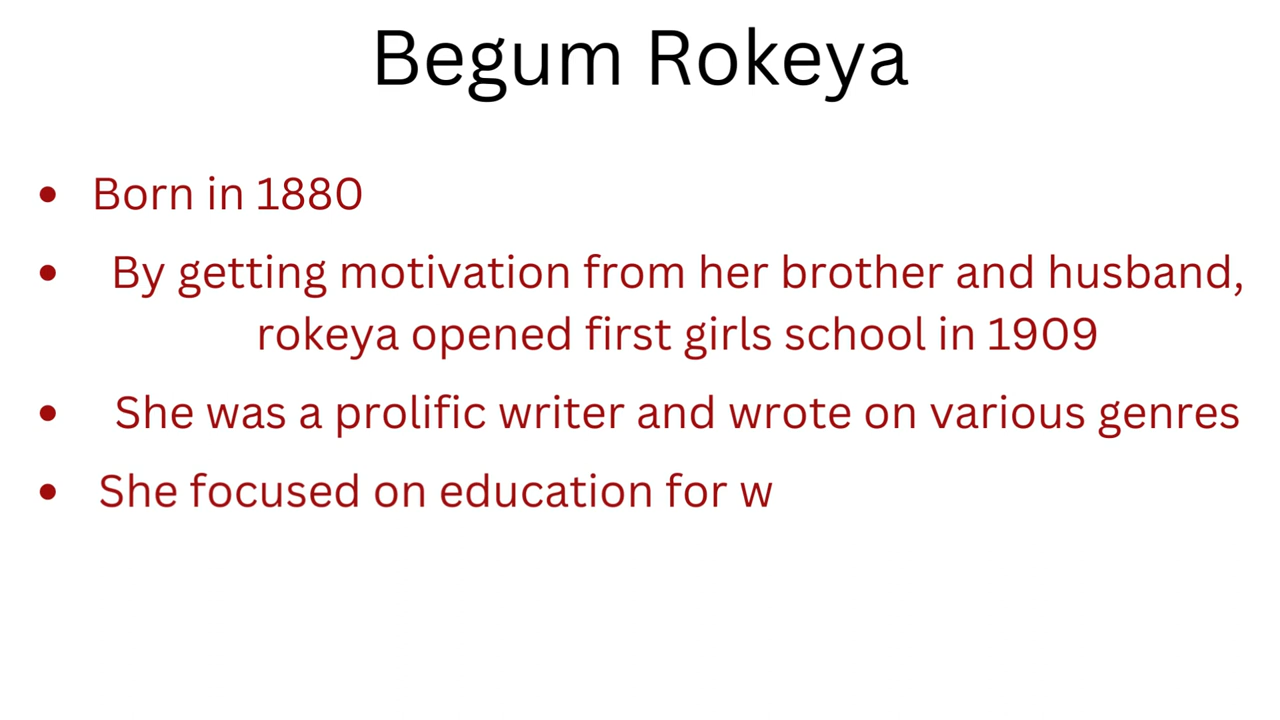 Begum Rokeya
• Born in 1880
• By getting motivation from her brother and husband,
rokeya opened first girls school in 1909
• She was a prolific writer and wrote on various genres
• She focused on education for w